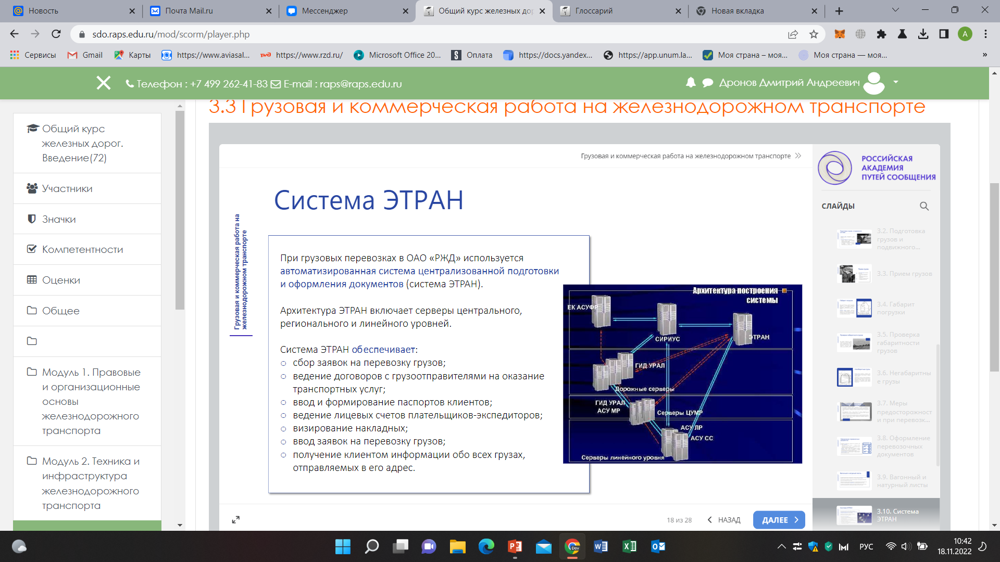 Новость
Почта Mail.ru
Мессенджер
Общий курс железных дор
Глоссарий
Новая вкладка
sdo.raps.edu.ru/mod/scorm/player.php
A
Сервисы
Gmail
Карты
https://www.aviasal...
https://www.rzd.ru/
Microsoft Office 20...
Оплата
https://docs.yandex...
https://app.unum.la...
Моя страна – моя...
Моя страна — моя...
»
Телефон : +7 499 262-41-83 E-mail : raps@raps.edu.ru
Дронов Дмитрий Андреевич
3.3 Грузовая и коммерческая работа на железнодорожном транспорте
Общий курс
железных дорог.
Введение(72)
Участники
Значки
Компетентности
Оценки
Общее
Модуль 1. Правовые
и организационные
основы
железнодорожного
транспорта
Модуль 2. Техника и
инфраструктура
железнодорожного
транспорта
Грузовая и коммерческая работа на железнодорожном транспорте
Система ЭТРАН
Грузовая и коммерческая работа на
железнодорожном транспорте
При грузовых перевозках в ОАО «РЖД» используется
автоматизированная система централизованной подготовки
и оформления документов (система ЭТРАН).
Архитектура ЭТРАН включает серверы центрального,
регионального и линейного уровней.
Система ЭТРАН обеспечивает:
сбор заявок на перевозку грузов;
ведение договоров с грузоотправителями на оказание
транспортных услуг;
ввод и формирование паспортов клиентов;
ведение лицевых счетов плательщиков-экспедиторов;
визирование накладных;
ввод заявок на перевозку грузов;
получение клиентом информации обо всех грузах,
отправляемых в его адрес.
Архитектура построения
системы
ЕК АСУФР
СИРИУС
ЭТРАН
ГИД УРАЛ
Дорожные серверы
ГИД УРАЛ
АСУ МР
Серверы ЦУМР
АСУ ЛР
АСУ СС
Серверы линейного уровня
18 из 28
НАЗАД
ДАЛЕЕ
РОССИЙСКАЯ
АКАДЕМИЯ
ПУТЕЙ СООБЩЕНИЯ
СЛАЙДЫ
3.2. Подготовка
грузов и
подвижного...
3.3. Прием грузов
3.4. Габарит
погрузки
3.5. Проверка
габаритности
грузов
3.6. Негабаритны
е грузы
3.7. Меры
предосторожност
и при перевозк...
3.8. Оформление
перевозочных
документов
3.9. Вагонный и
натурный листы
3.10. Система
ЭТРАН
РУС
10:42
18.11.2022